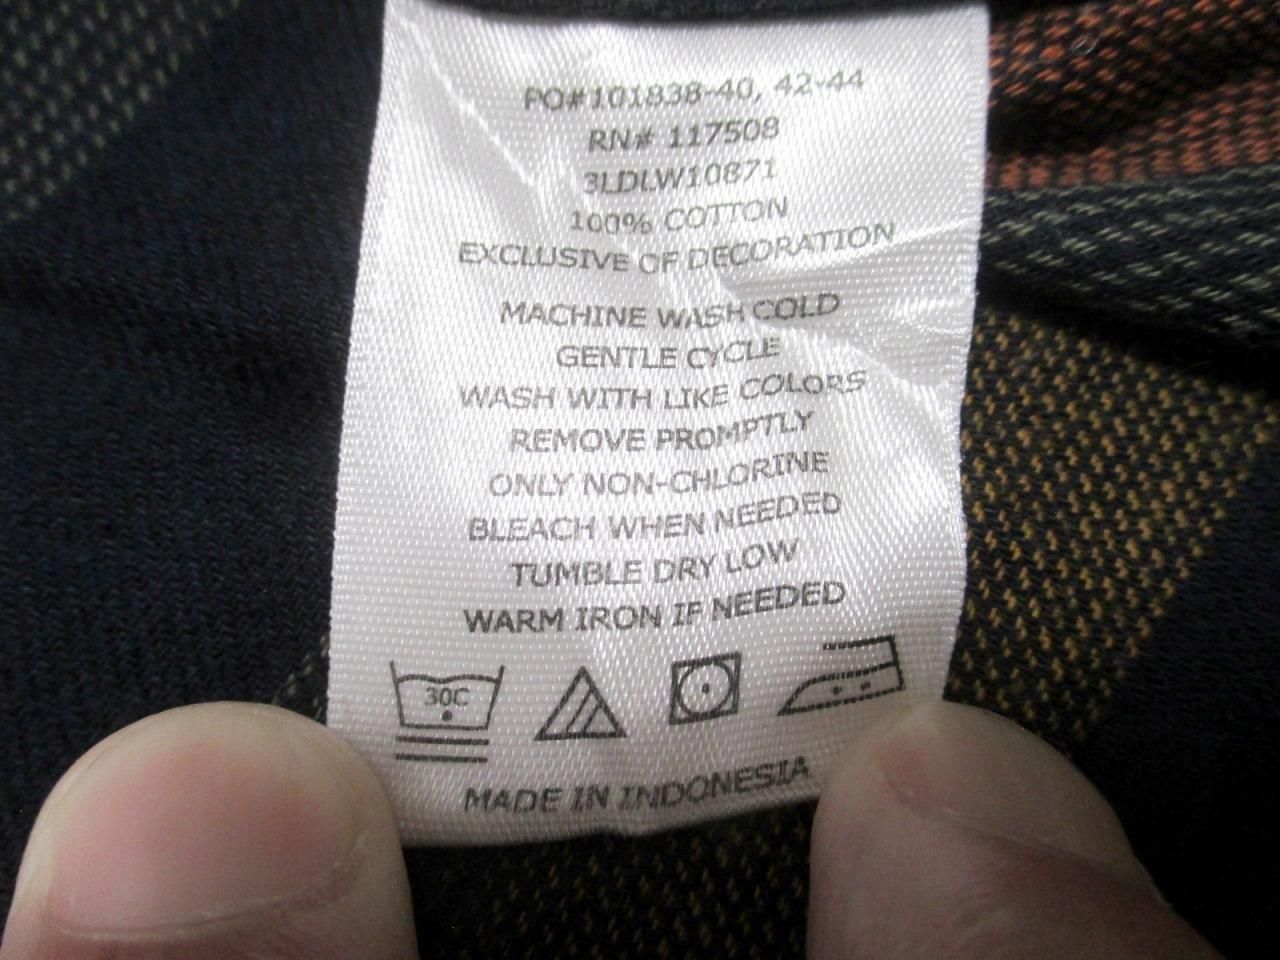 PO#101838-40, 42-44
RN# 117508
3LDLW10871
100% COTTON
EXCLUSIVE OF DECORATION
MACHINE WASH COLD
GENTLE CYCLE
WASH WITH LIKE COLORS
REMOVE PROMPTLY
ONLY NON-CHLORINE
BLEACH WHEN NEEDED
TUMBLE DRY LOW
WARM IRON IF NEEDED
30C
MADE IN INDONESIA